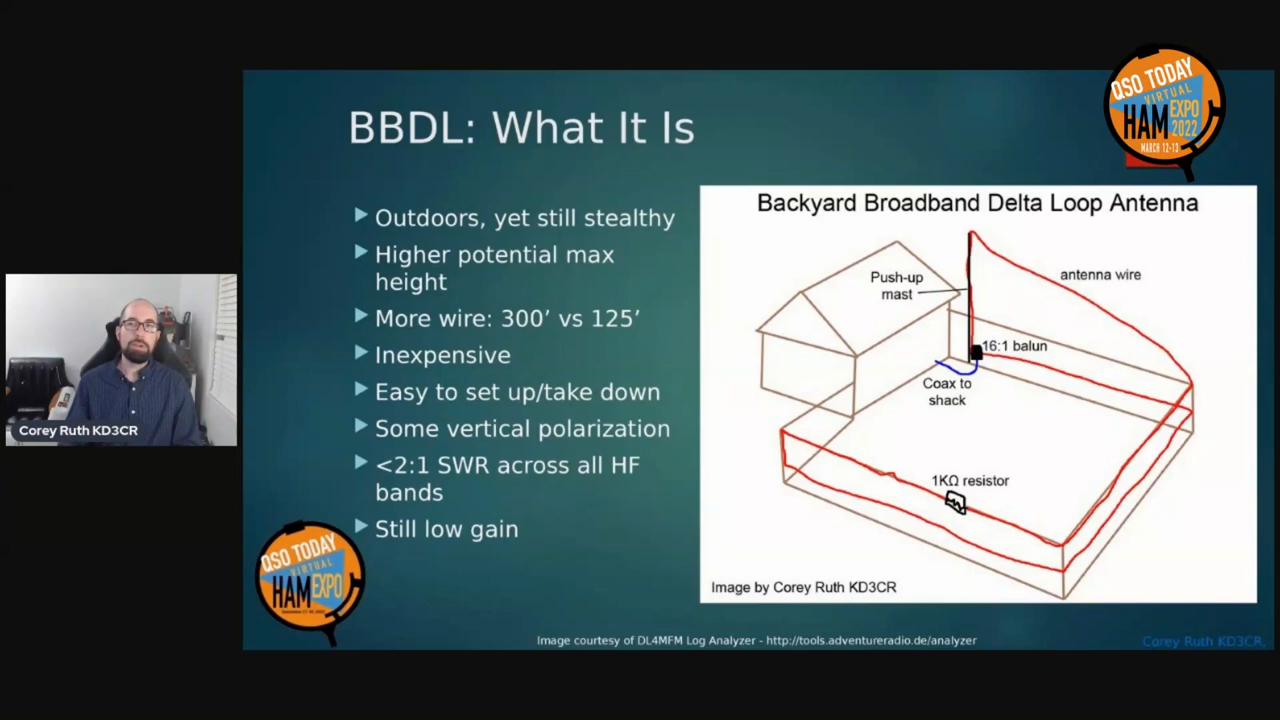 QSO TODAY
VIRTUAL
HAM EXPO
2022
MARCH 12-13
BBDL: What It Is
Outdoors, yet still stealthy
Higher potential max
height
More wire: 300’ vs 125’
Inexpensive
Easy to set up/take down
Some vertical polarization
<2:1 SWR across all HF
bands
Still low gain
Backyard Broadband Delta Loop Antenna
Push-up
mast
antenna wire
16:1 balun
Coax to
shack
1KΩ resistor
Image by Corey Ruth KD3CR
Corey Ruth KD3CR
QSO TODAY
VIRTUAL
HAM EXPO
Image courtesy of DL4MFM Log Analyzer - http://tools.adventureradio.de/analyzer
Corey Ruth KD3CR,